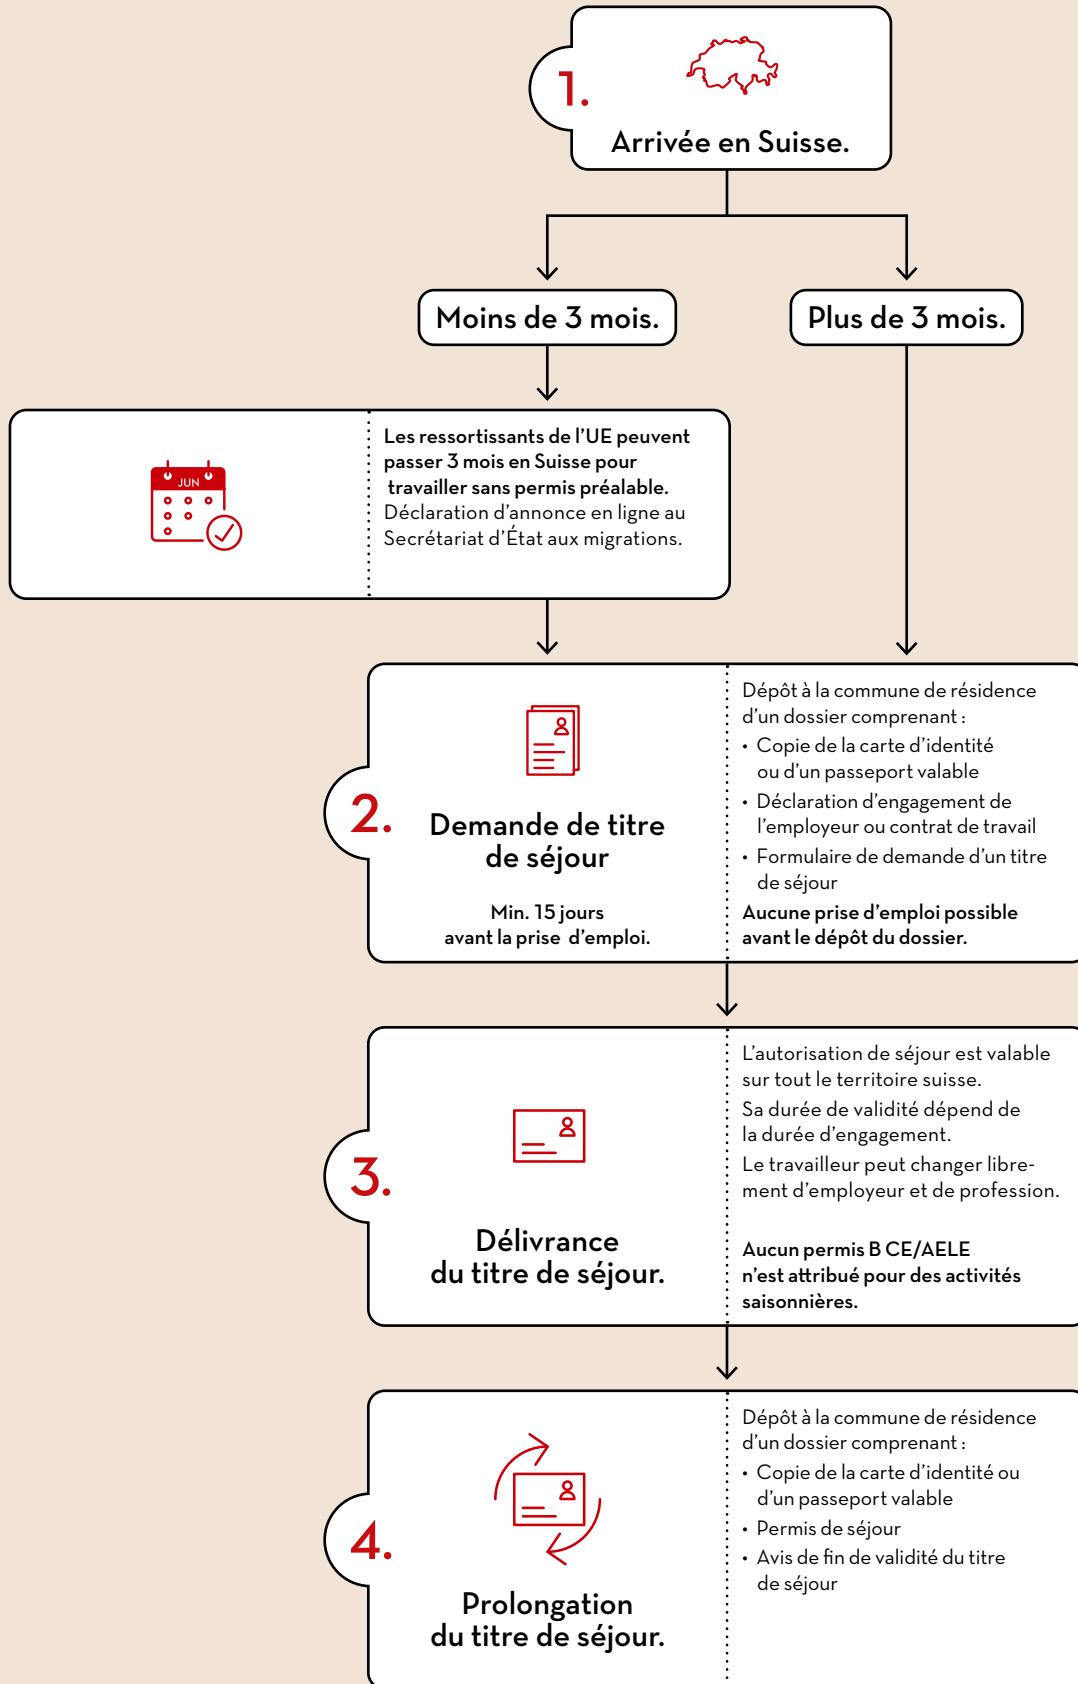 1.
Arrivée en Suisse.
Moins de 3 mois.
Plus de 3 mois.
JUN
Les ressortissants de l'UE peuvent
passer 3 mois en Suisse pour
travailler sans permis préalable.
Déclaration d'annonce en ligne au
Secrétariat d'État aux migrations.
2.
Demande de titre
de séjour
Min. 15 jours
avant la prise d'emploi.
Dépôt à la commune de résidence
d'un dossier comprenant :
• Copie de la carte d'identité
ou d'un passeport valable
• Déclaration d'engagement de
l'employeur ou contrat de travail
• Formulaire de demande d'un titre
de séjour
Aucune prise d'emploi possible
avant le dépôt du dossier.
3.
Délivrance
du titre de séjour.
L'autorisation de séjour est valable
sur tout le territoire suisse.
Sa durée de validité dépend de
la durée d'engagement.
Le travailleur peut changer libre-
ment d'employeur et de profession.
Aucun permis B CE/AELE
n'est attribué pour des activités
saisonnières.
4.
Prolongation
du titre de séjour.
Dépôt à la commune de résidence
d'un dossier comprenant :
• Copie de la carte d'identité ou
d'un passeport valable
• Permis de séjour
• Avis de fin de validité du titre
de séjour